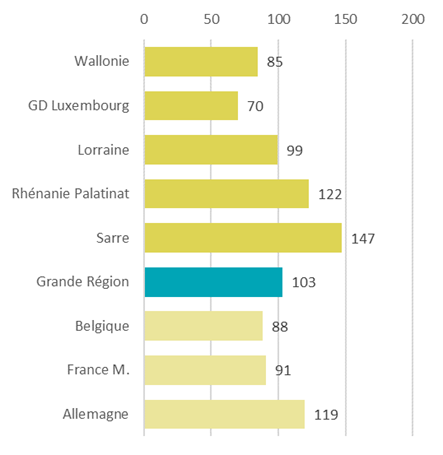 0 50 100 150 200
Wallonie 85
GD Luxembourg 70
Lorraine 99
Rhénanie Palatinat 122
Sarre 147
Grande Région 103
Belgique 88
France M. 91
Allemagne 119